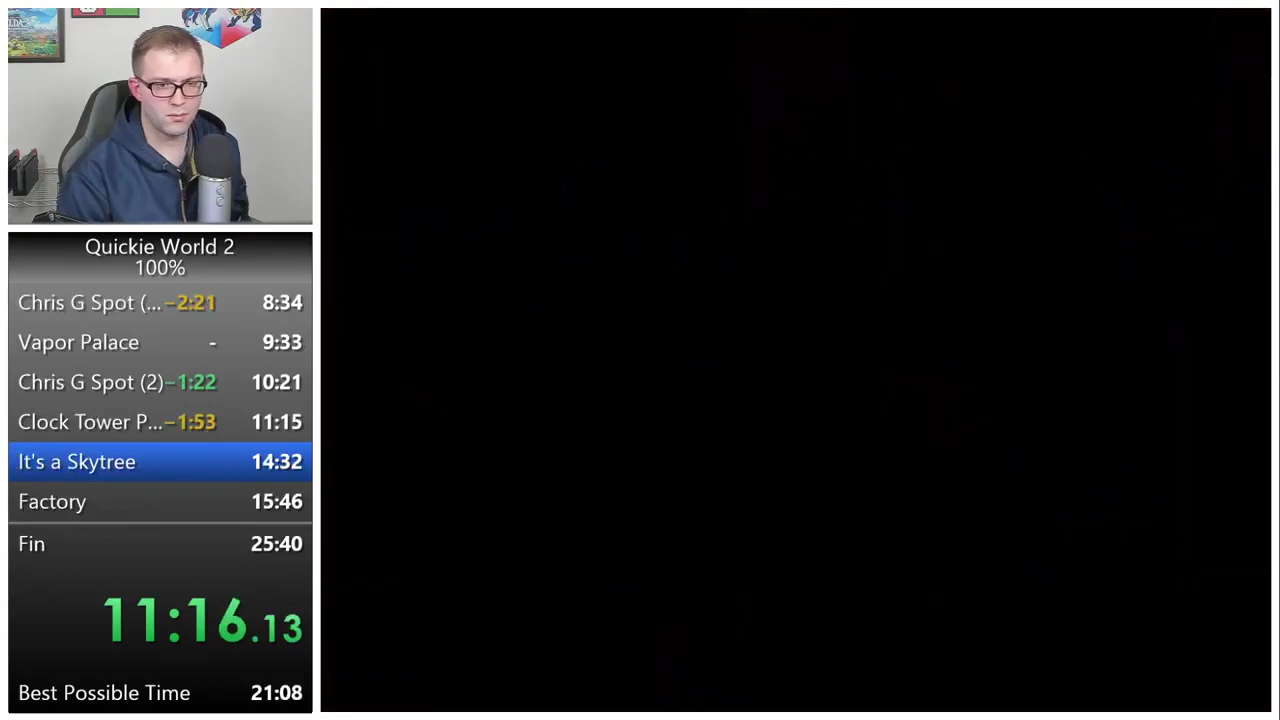 Quickie World 2
100%
Chris G Spot (... −2:21 8:34
Vapor Palace - 9:33
Chris G Spot (2) −1:22 10:21
Clock Tower P... −1:53 11:15
It's a Skytree 14:32
Factory 15:46
Fin 25:40
11:16.13
Best Possible Time 21:08